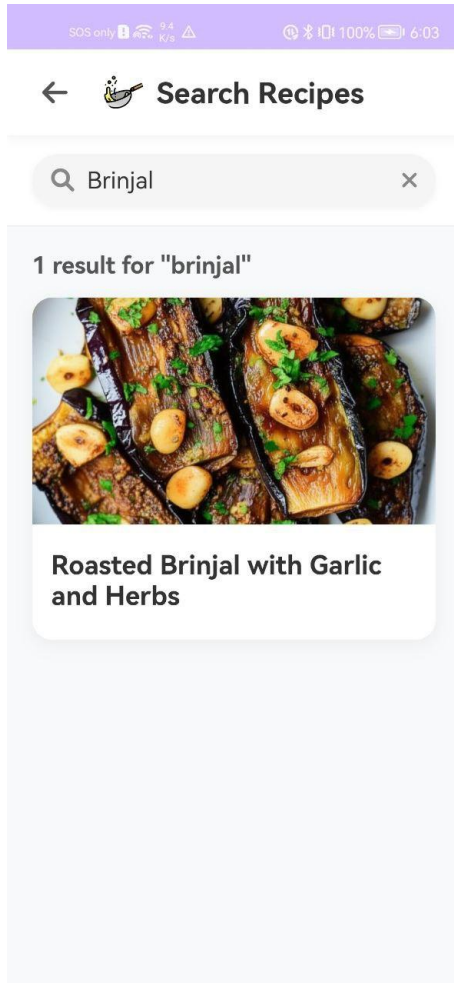 SOS only 9.4 K/s 100% 6:03
Search Recipes
Brinjal
1 result for "brinjal"
Roasted Brinjal with Garlic
and Herbs